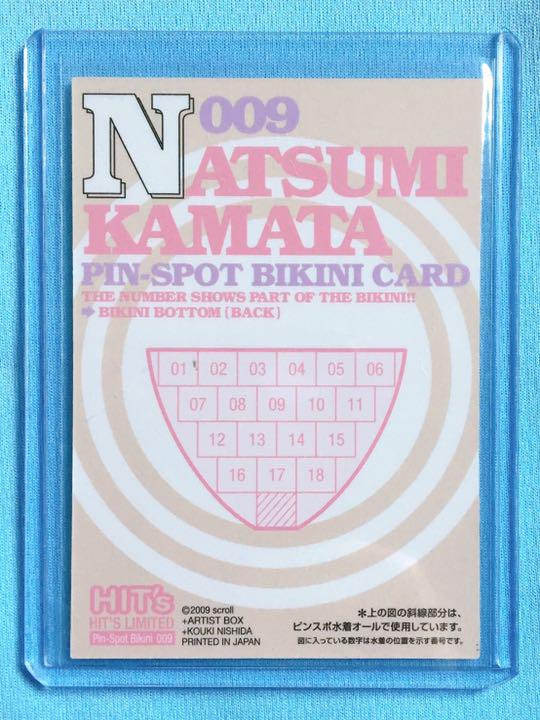 009
NATSUMI
KAMATA
PIN-SPOT BIKINI CARD
THE NUMBER SHOWS PART OF THE BIKINI!!
➡ BIKINI BOTTOM (BACK)
01 02 03 04 05 06
07 08 09 10 11
12 13 14 15
16 17 18
HIT's
HIT'S LIMITED
Pin-Spot Bikini 009
©2009 scroll
+ARTIST BOX
+KOUKI NISHIDA
PRINTED IN JAPAN
＊上の図の斜線部分は、
ピンスポ水着オールで使用しています。
図に入っている数字は水着の位置を示す番号です。